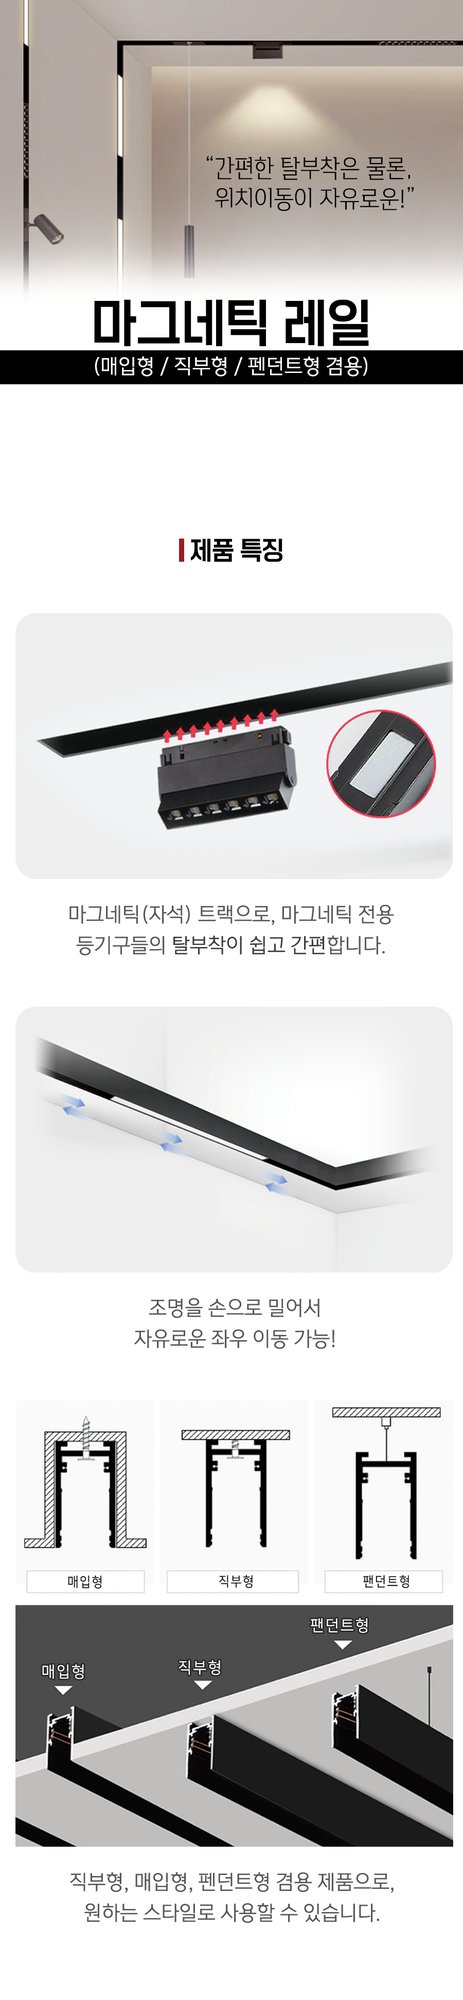 “간편한 탈부착은 물론,
위치이동이 자유로운!”
마그네틱 레일
(매입형 / 직부형 / 펜던트형 겸용)
제품 특징
마그네틱(자석) 트랙으로, 마그네틱 전용
등기구들의 탈부착이 쉽고 간편합니다.
조명을 손으로 밀어서
자유로운 좌우 이동 가능!
매입형
직부형
팬던트형
매입형
직부형
팬던트형
직부형, 매입형, 펜던트형 겸용 제품으로,
원하는 스타일로 사용할 수 있습니다.